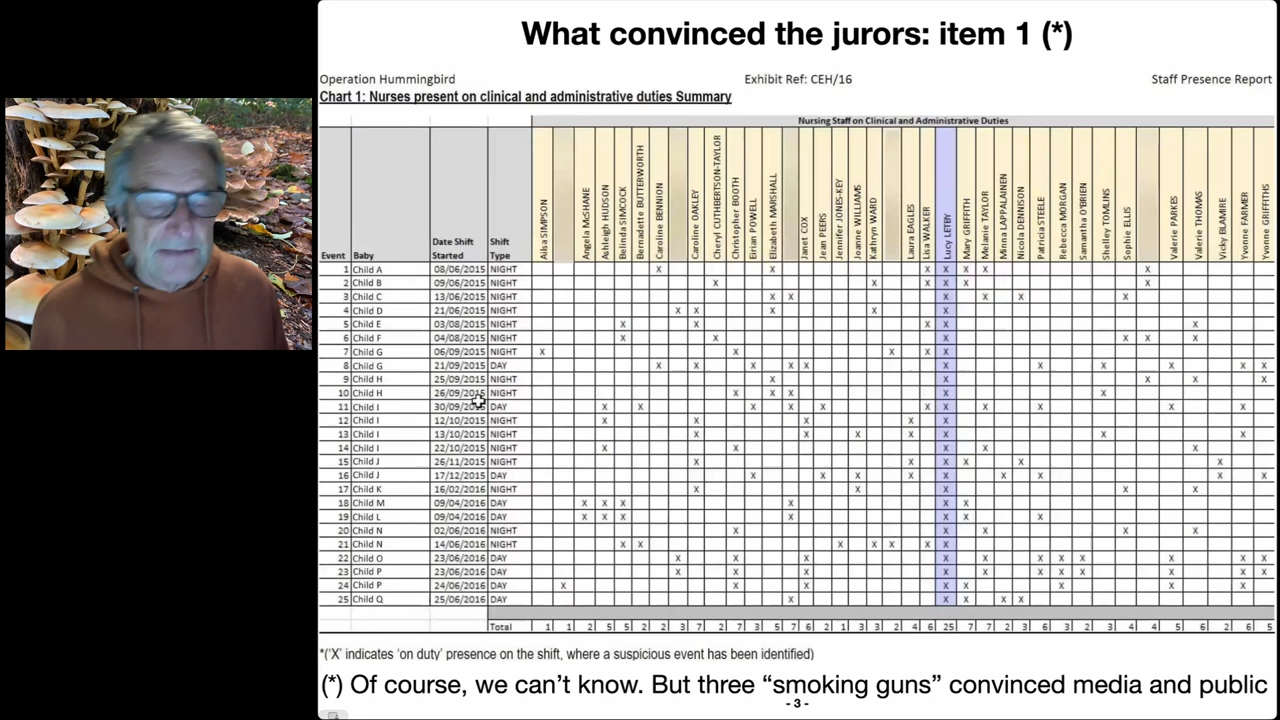 What convinced the jurors: item 1 (*)
Operation Hummingbird Exhibit Ref: CEH/16 Staff Presence Report
Chart 1: Nurses present on clinical and administrative duties Summary
Nursing Staff on Clinical and Administrative Duties
Event Baby Date Shift Started Shift Type Ailsa SIMPSON Angela McSHANE Ashleigh HUDSON Belinda SIMCOCK Bernadette BUTTERWORTH Caroline BENNION Caroline OAKLEY Cheryl CUTHBERTSON-TAYLOR Christopher BOOTH Eirian POWELL Elizabeth MARSHALL Janet COX Jean PEERS Jennifer JONES-KEY Joanne WILLIAMS Kathryn WARD Laura EAGLES Lisa WALKER Lucy LETBY Mary GRIFFITH Melanie TAYLOR Minna LAPPALAINEN Nicola DENNISON Patricia STEELE Rebecca MORGAN Samantha O'BRIEN Shelley TOMLINS Sophie ELLIS Valerie PARKES Valerie THOMAS Vicky BLAMIRE Yvonne FARMER Yvonne GRIFFITHS
1 Child A 08/06/2015 NIGHT X X X X X X X
2 Child B 09/06/2015 NIGHT X X X X X X
3 Child C 13/06/2015 NIGHT X X X X X X
4 Child D 21/06/2015 NIGHT X X X X X
5 Child E 03/08/2015 NIGHT X X X X X
6 Child F 04/08/2015 NIGHT X X X X X X
7 Child G 06/09/2015 NIGHT X X X X X
8 Child G 21/09/2015 DAY X X X X X X X X X X X
9 Child H 25/09/2015 NIGHT X X X X X
10 Child H 26/09/2015 NIGHT X X X X X
11 Child I 30/09/2015 DAY X X X X X X X X X X X
12 Child I 12/10/2015 NIGHT X X X X X
13 Child I 13/10/2015 NIGHT X X X X X X X
14 Child I 22/10/2015 NIGHT X X X X X
15 Child J 26/11/2015 NIGHT X X X X X X
16 Child J 17/12/2015 DAY X X X X X X X X X
17 Child K 16/02/2016 NIGHT X X X X X
18 Child M 09/04/2016 DAY X X X X X X
19 Child L 09/04/2016 DAY X X X X X X X
20 Child N 02/06/2016 NIGHT X X X X X
21 Child N 14/06/2016 NIGHT X X X X X X X
22 Child O 23/06/2016 DAY X X X X X X X X X X X
23 Child P 23/06/2016 DAY X X X X X X X X X X X
24 Child P 24/06/2016 DAY X X X X X X X X
25 Child Q 25/06/2016 DAY X X X X X
Total 1 1 2 5 5 2 2 3 7 2 7 3 5 7 6 2 1 3 3 2 4 6 25 7 7 2 3 6 3 2 3 4 4 5 6 2 6 5
*('X' indicates 'on duty' presence on the shift, where a suspicious event has been identified)
(*) Of course, we can't know. But three “smoking guns” convinced media and public
- 3 -